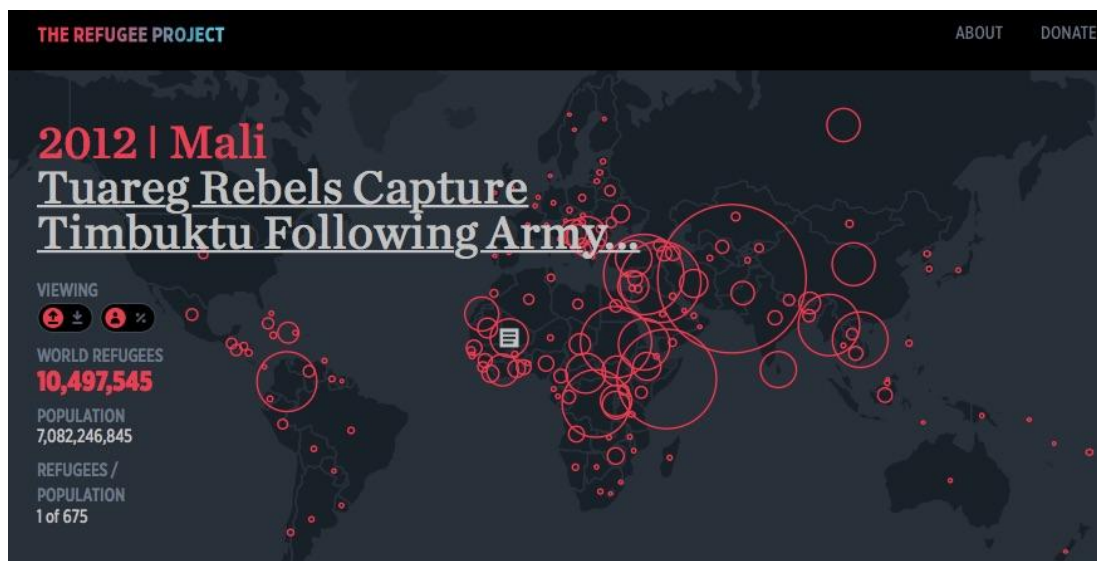 THE REFUGEE PROJECT
ABOUT
DONATE
2012 | Mali
Tuareg Rebels Capture
Timbuktu Following Army...
VIEWING
%
WORLD REFUGEES
10,497,545
POPULATION
7,082,246,845
REFUGEES /
POPULATION
1 of 675